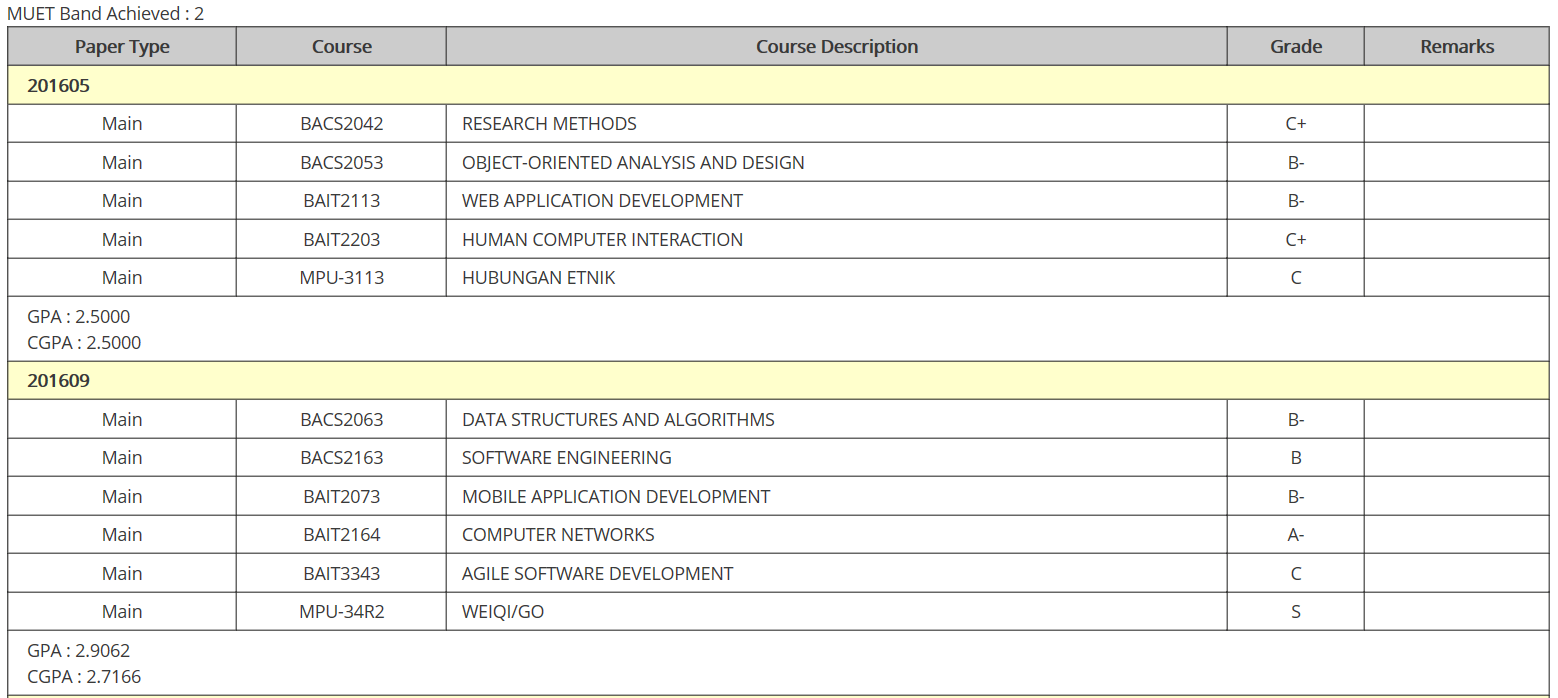 MUET Band Achieved : 2
Paper Type Course Course Description Grade Remarks
201605
Main BACS2042 RESEARCH METHODS C+
Main BACS2053 OBJECT-ORIENTED ANALYSIS AND DESIGN B-
Main BAIT2113 WEB APPLICATION DEVELOPMENT B-
Main BAIT2203 HUMAN COMPUTER INTERACTION C+
Main MPU-3113 HUBUNGAN ETNIK C
GPA : 2.5000
CGPA : 2.5000
201609
Main BACS2063 DATA STRUCTURES AND ALGORITHMS B-
Main BACS2163 SOFTWARE ENGINEERING B
Main BAIT2073 MOBILE APPLICATION DEVELOPMENT B-
Main BAIT2164 COMPUTER NETWORKS A-
Main BAIT3343 AGILE SOFTWARE DEVELOPMENT C
Main MPU-34R2 WEIQI/GO S
GPA : 2.9062
CGPA : 2.7166